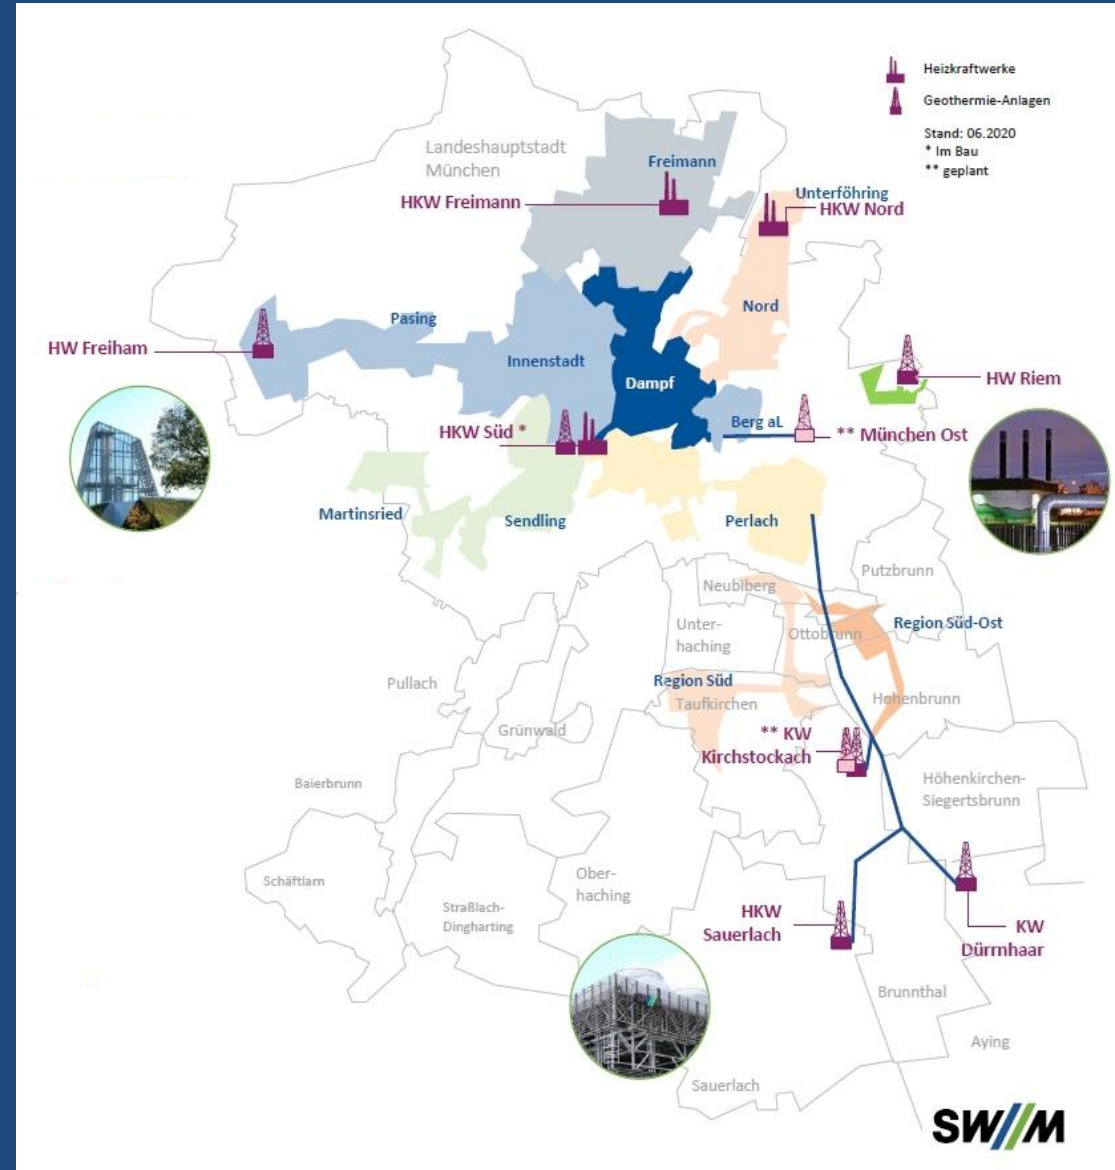 Heizkraftwerke
Geothermie-Anlagen
Stand: 06.2020
* Im Bau
** geplant
Landeshauptstadt
München
Freimann
HKW Freimann
Unterföhring
HKW Nord
Nord
Pasing
HW Freiham
Innenstadt
Dampf
HW Riem
Berg aL
** München Ost
HKW Süd *
Martinsried
Sendling
Perlach
Putzbrunn
Neubiberg
Unter-
haching
Ottobrunn
Region Süd-Ost
Region Süd
Taufkirchen
Hohenbrunn
Pullach
Grünwald
** KW
Kirchstockach
Höhenkirchen-
Siegertsbrunn
Baierbrunn
Schäftlarn
Ober-
haching
Straßlach-
Dingharting
HKW
Sauerlach
KW
Dürrnhaar
Brunnthal
Aying
Sauerlach
SW//M